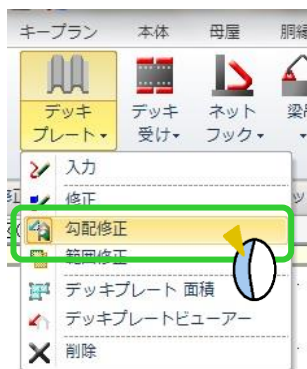 キープラン 本体 母屋 胴縁
デッキ
プレート
デッキ
受け
ネット
フック
入力
修正
勾配修正
範囲修正
デッキプレート 面積
デッキプレートビューアー
削除